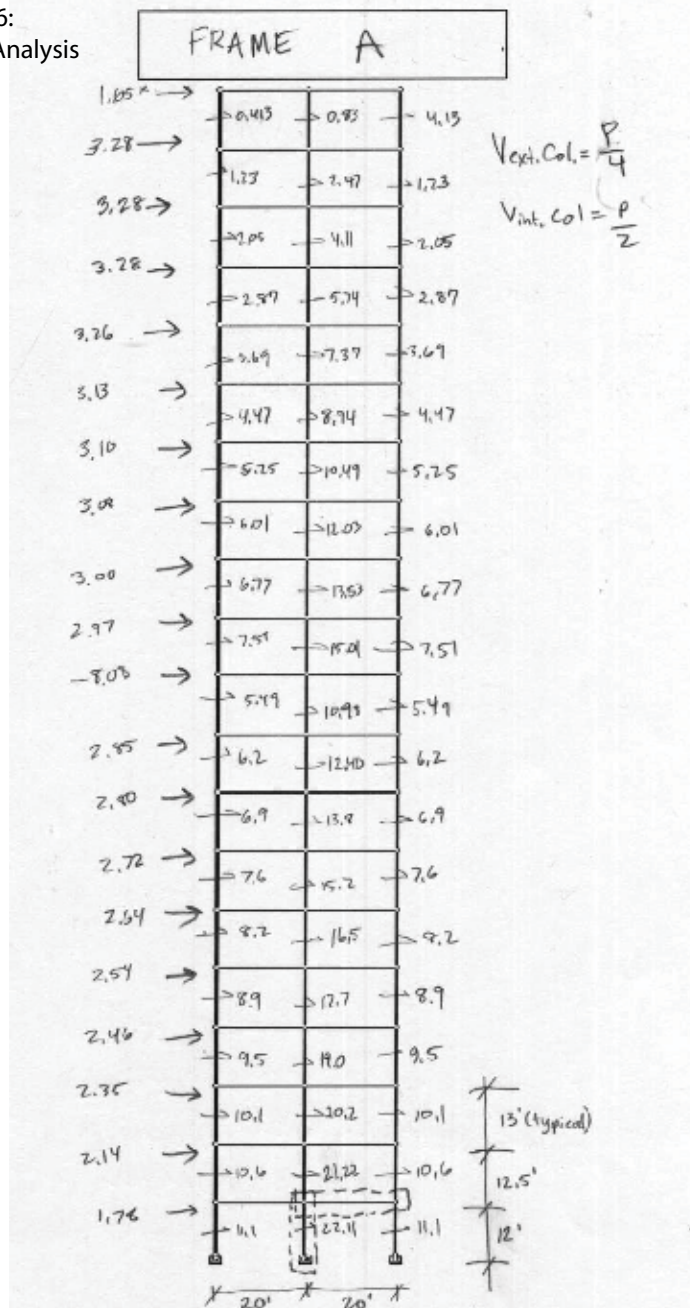 6:
Analysis
FRAME A
1.65k
0.413 0.83 4.13
Vext. Col. = P/4
3.28
1.23 2.47 1.23
3.28
Vint. Col = P/2
2.05 4.11 2.05
3.28
2.87 5.74 2.87
3.26
3.69 7.37 3.69
3.13
4.47 8.94 4.47
3.10
5.25 10.49 5.25
3.08
6.01 12.03 6.01
3.00
6.77 13.53 6.77
2.97
7.51 15.01 7.51
-8.03
5.49 10.98 5.49
2.85
6.2 12.40 6.2
2.80
6.9 13.8 6.9
2.72
7.6 15.2 7.6
2.64
8.2 16.5 8.2
2.54
8.9 17.7 8.9
2.46
9.5 19.0 9.5
2.35
10.1 20.2 10.1
13' (typical)
2.14
10.6 21.22 10.6
12.5'
1.78
11.1 22.11 11.1
12'
20' 20'